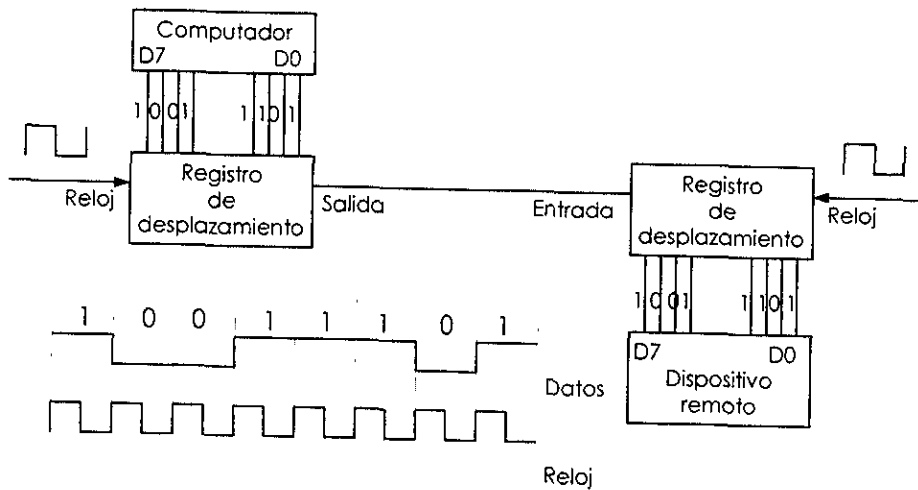 Computador
D7 D0
1 0 0 1 1 1 0 1
Reloj
Registro
de
desplazamiento
Salida
Entrada
Registro
de
desplazamiento
Reloj
1 0 0 1 1 1 0 1
D7 D0
Dispositivo
remoto
1 0 0 1 1 1 0 1
Datos
Reloj